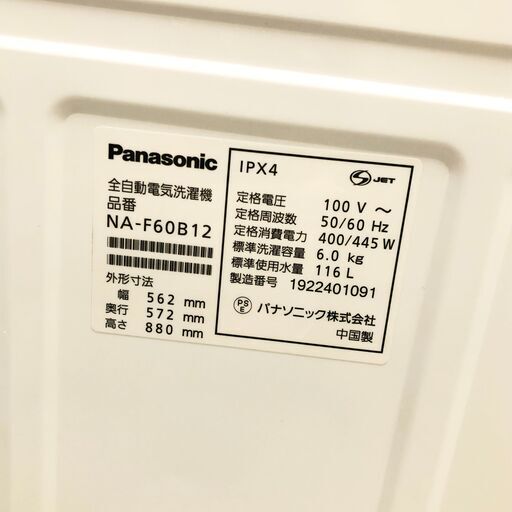 Panasonic
全自動電気洗濯機
品番
NA-F60B12
外形寸法
幅 562 mm
奥行 572 mm
高さ 880 mm
IPX4
S JET
定格電圧 100 V ～
定格周波数 50/60 Hz
定格消費電力 400/445 W
標準洗濯容量 6.0 kg
標準使用水量 116 L
製造番号 1922401091
PS E パナソニック株式会社
中国製